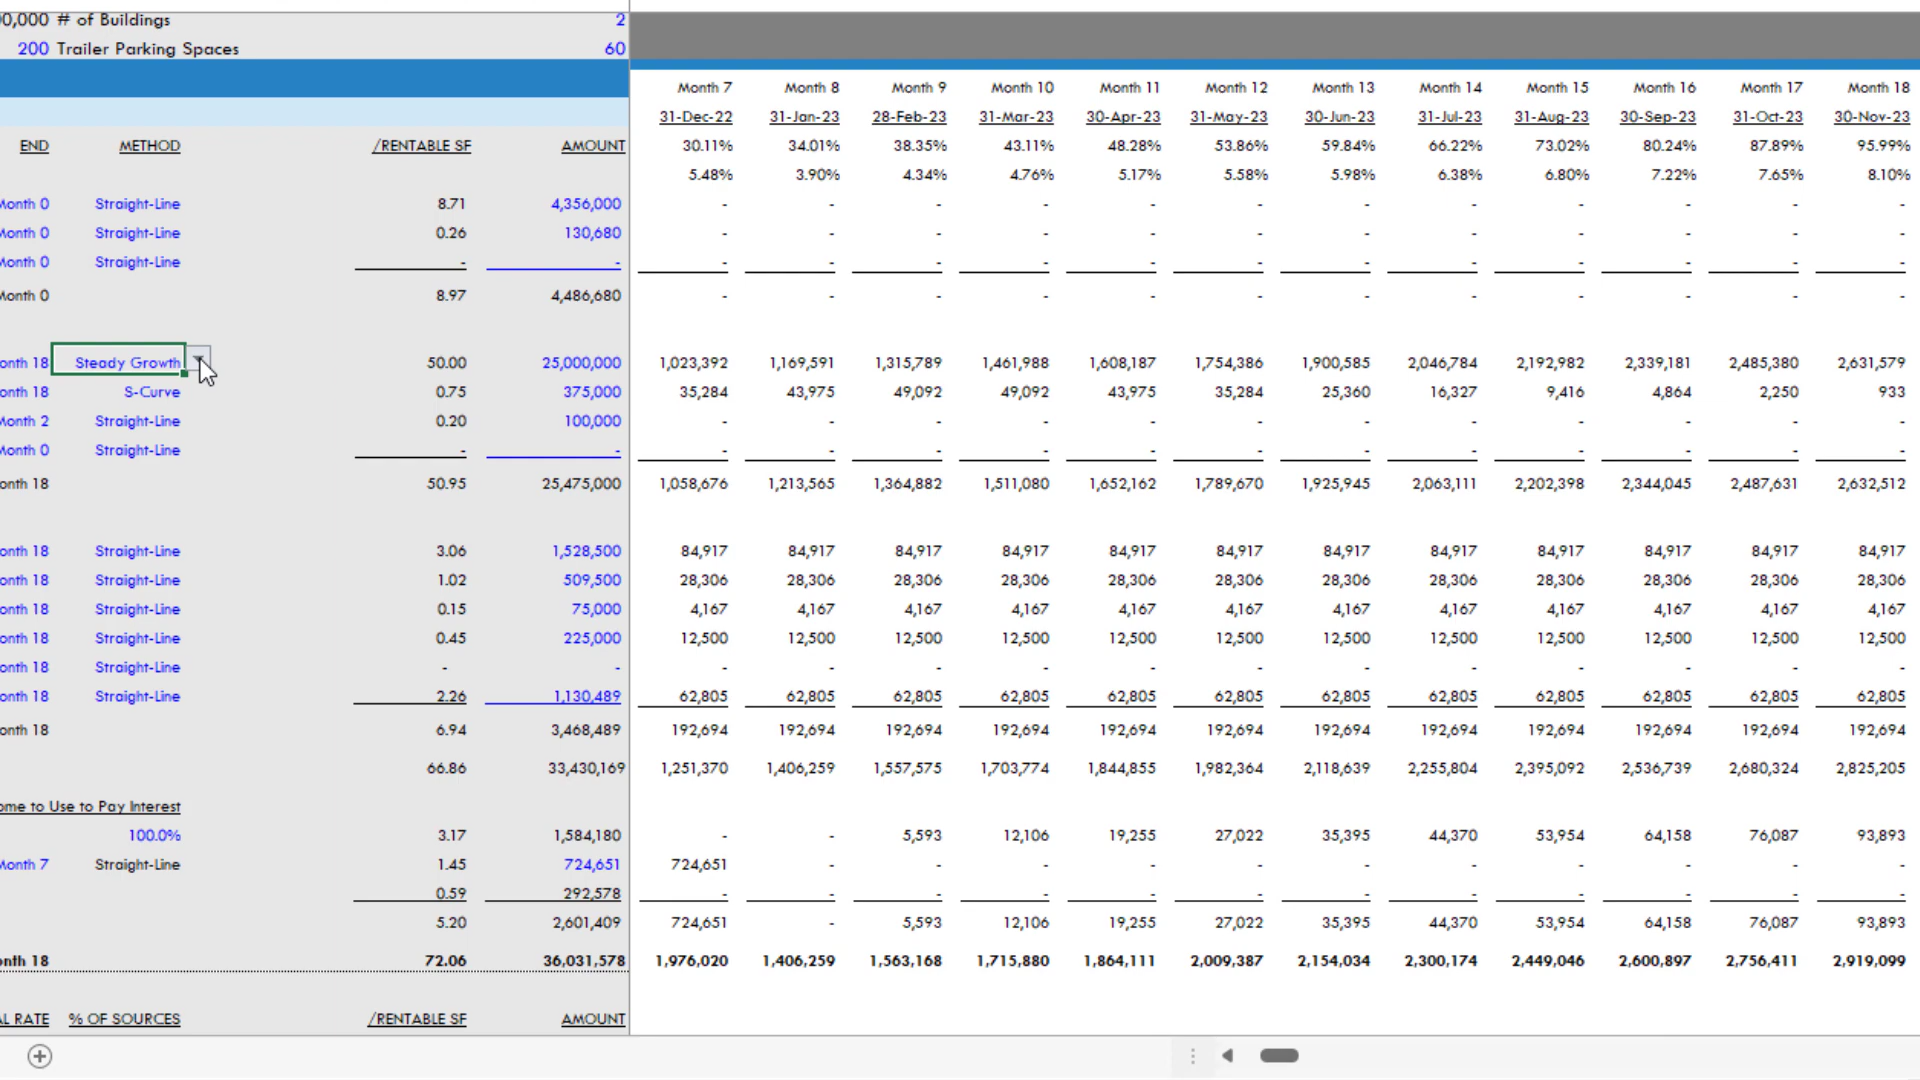 0,000 # of Buildings 2
200 Trailer Parking Spaces 60
Month 7 Month 8 Month 9 Month 10 Month 11 Month 12 Month 13 Month 14 Month 15 Month 16 Month 17 Month 18
31-Dec-22 31-Jan-23 28-Feb-23 31-Mar-23 30-Apr-23 31-May-23 30-Jun-23 31-Jul-23 31-Aug-23 30-Sep-23 31-Oct-23 30-Nov-23
END METHOD /RENTABLE SF AMOUNT 30.11% 34.01% 38.35% 43.11% 48.28% 53.86% 59.84% 66.22% 73.02% 80.24% 87.89% 95.99%
5.48% 3.90% 4.34% 4.76% 5.17% 5.58% 5.98% 6.38% 6.80% 7.22% 7.65% 8.10%
Month 0 Straight-Line 8.71 4,356,000 - - - - - - - - - - - -
Month 0 Straight-Line 0.26 130,680 - - - - - - - - - - - -
Month 0 Straight-Line - - - - - - - - - - - - - -
Month 0 8.97 4,486,680 - - - - - - - - - - - -
onth 18 Steady Growth 50.00 25,000,000 1,023,392 1,169,591 1,315,789 1,461,988 1,608,187 1,754,386 1,900,585 2,046,784 2,192,982 2,339,181 2,485,380 2,631,579
onth 18 S-Curve 0.75 375,000 35,284 43,975 49,092 49,092 43,975 35,284 25,360 16,327 9,416 4,864 2,250 933
Month 2 Straight-Line 0.20 100,000 - - - - - - - - - - - -
Month 0 Straight-Line - - - - - - - - - - - - - -
onth 18 50.95 25,475,000 1,058,676 1,213,565 1,364,882 1,511,080 1,652,162 1,789,670 1,925,945 2,063,111 2,202,398 2,344,045 2,487,631 2,632,512
onth 18 Straight-Line 3.06 1,528,500 84,917 84,917 84,917 84,917 84,917 84,917 84,917 84,917 84,917 84,917 84,917 84,917
onth 18 Straight-Line 1.02 509,500 28,306 28,306 28,306 28,306 28,306 28,306 28,306 28,306 28,306 28,306 28,306 28,306
onth 18 Straight-Line 0.15 75,000 4,167 4,167 4,167 4,167 4,167 4,167 4,167 4,167 4,167 4,167 4,167 4,167
onth 18 Straight-Line 0.45 225,000 12,500 12,500 12,500 12,500 12,500 12,500 12,500 12,500 12,500 12,500 12,500 12,500
onth 18 Straight-Line - - - - - - - - - - - - - -
onth 18 Straight-Line 2.26 1,130,489 62,805 62,805 62,805 62,805 62,805 62,805 62,805 62,805 62,805 62,805 62,805 62,805
onth 18 6.94 3,468,489 192,694 192,694 192,694 192,694 192,694 192,694 192,694 192,694 192,694 192,694 192,694 192,694
66.86 33,430,169 1,251,370 1,406,259 1,557,575 1,703,774 1,844,855 1,982,364 2,118,639 2,255,804 2,395,092 2,536,739 2,680,324 2,825,205
ome to Use to Pay Interest
100.0% 3.17 1,584,180 - - 5,593 12,106 19,255 27,022 35,395 44,370 53,954 64,158 76,087 93,893
Month 7 Straight-Line 1.45 724,651 724,651 - - - - - - - - - - -
0.59 292,578 - - - - - - - - - - - -
5.20 2,601,409 724,651 - 5,593 12,106 19,255 27,022 35,395 44,370 53,954 64,158 76,087 93,893
onth 18 72.06 36,031,578 1,976,020 1,406,259 1,563,168 1,715,880 1,864,111 2,009,387 2,154,034 2,300,174 2,449,046 2,600,897 2,756,411 2,919,099
AL RATE % OF SOURCES /RENTABLE SF AMOUNT